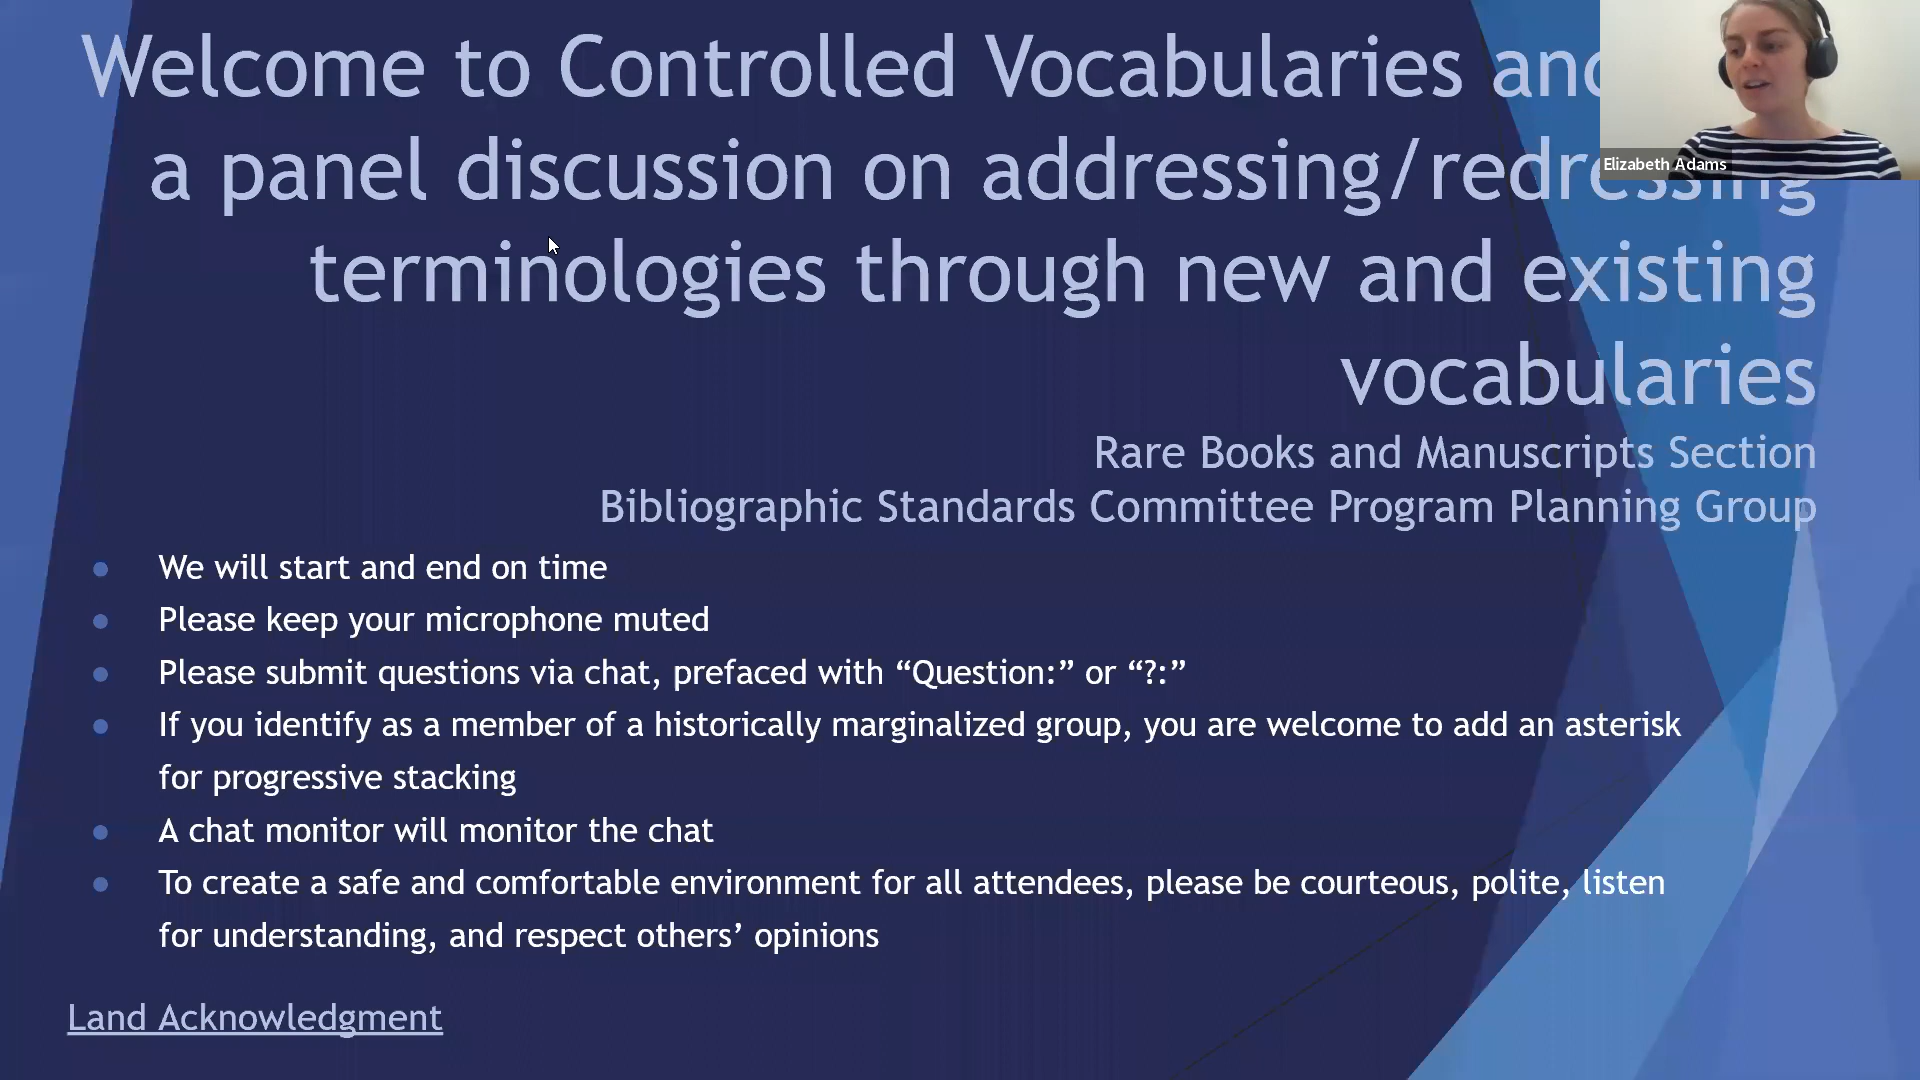 Welcome to Controlled Vocabularies and
a panel discussion on addressing/redressing
terminologies through new and existing
vocabularies
Rare Books and Manuscripts Section
Bibliographic Standards Committee Program Planning Group
• We will start and end on time
• Please keep your microphone muted
• Please submit questions via chat, prefaced with “Question:” or “?:”
• If you identify as a member of a historically marginalized group, you are welcome to add an asterisk
for progressive stacking
• A chat monitor will monitor the chat
• To create a safe and comfortable environment for all attendees, please be courteous, polite, listen
for understanding, and respect others’ opinions
Land Acknowledgment
Elizabeth Adams